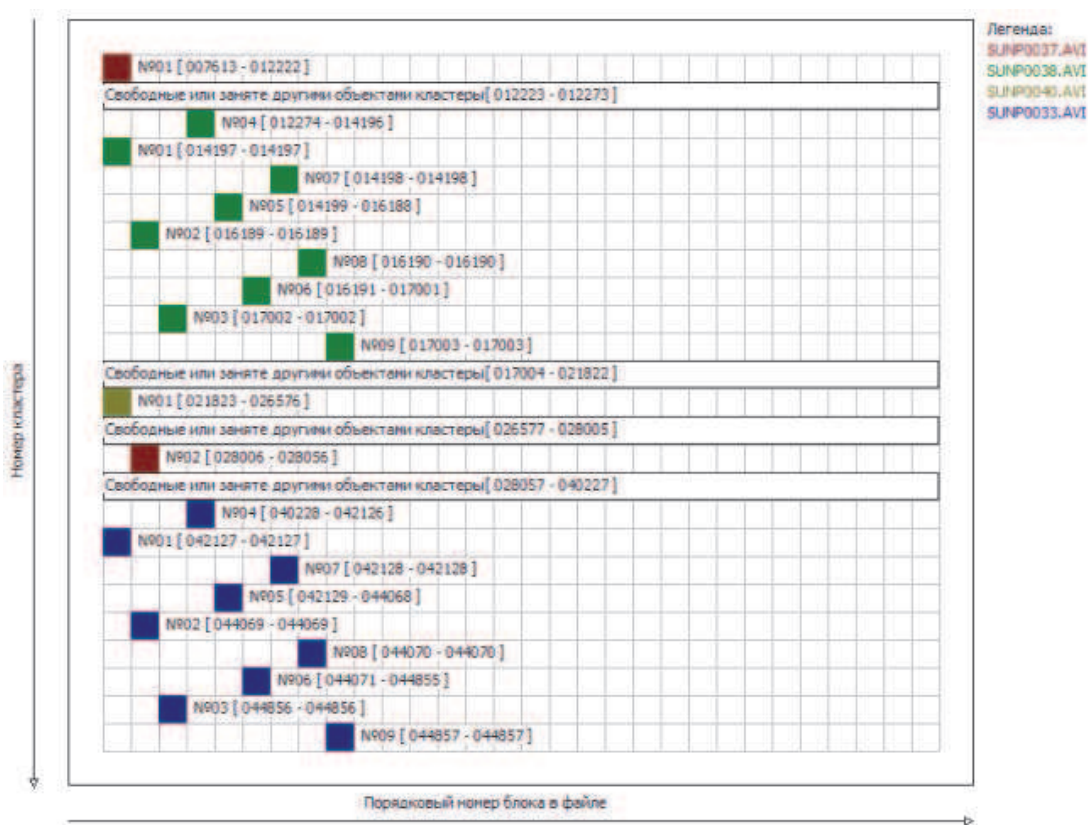 Легенда:
SUNP0037.AVI
SUNP0038.AVI
SUNP0040.AVI
SUNP0033.AVI
№01 [ 007613 - 012222 ]
Свободные или заняте другими объектами кластеры[ 012223 - 012273 ]
№04 [ 012274 - 014196 ]
№01 [ 014197 - 014197 ]
№07 [ 014198 - 014198 ]
№05 [ 014199 - 016188 ]
№02 [ 016189 - 016189 ]
№08 [ 016190 - 016190 ]
№06 [ 016191 - 017001 ]
№03 [ 017002 - 017002 ]
№09 [ 017003 - 017003 ]
Свободные или заняте другими объектами кластеры[ 017004 - 021822 ]
№01 [ 021823 - 026576 ]
Свободные или заняте другими объектами кластеры[ 026577 - 028005 ]
№02 [ 028006 - 028056 ]
Свободные или заняте другими объектами кластеры[ 028057 - 040227 ]
№04 [ 040228 - 042126 ]
№01 [ 042127 - 042127 ]
№07 [ 042128 - 042128 ]
№05 [ 042129 - 044068 ]
№02 [ 044069 - 044069 ]
№08 [ 044070 - 044070 ]
№06 [ 044071 - 044855 ]
№03 [ 044856 - 044856 ]
№09 [ 044857 - 044857 ]
Номер кластера
Порядковый номер блока в файле